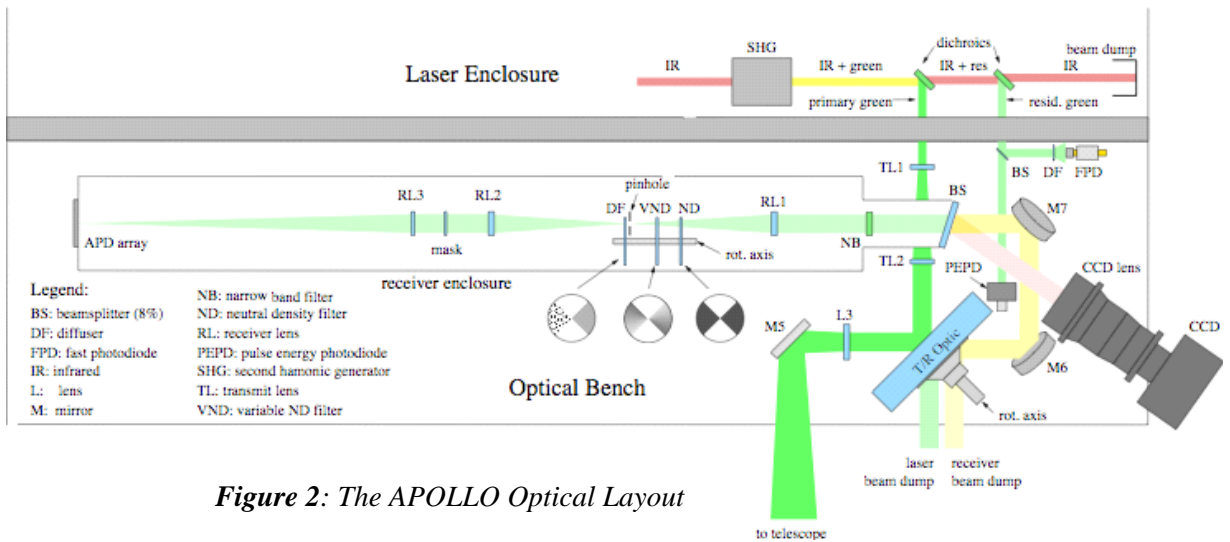 SHG
dichroics
beam dump
Laser Enclosure
IR
IR + green
IR + res
IR
primary green
resid. green
TL1
BS
DF
FPD
RL3
RL2
pinhole
DF
VND
ND
RL1
BS
M7
APD array
mask
NB
rot. axis
TL2
receiver enclosure
PEPD
CCD lens
CCD
Legend:
BS: beamsplitter (8%)
DF: diffuser
FPD: fast photodiode
IR: infrared
L: lens
M: mirror
NB: narrow band filter
ND: neutral density filter
RL: receiver lens
PEPD: pulse energy photodiode
SHG: second hamonic generator
TL: transmit lens
VND: variable ND filter
M5
L3
T/R Optic
M6
Optical Bench
rot. axis
laser
beam dump
receiver
beam dump
Figure 2: The APOLLO Optical Layout
to telescope